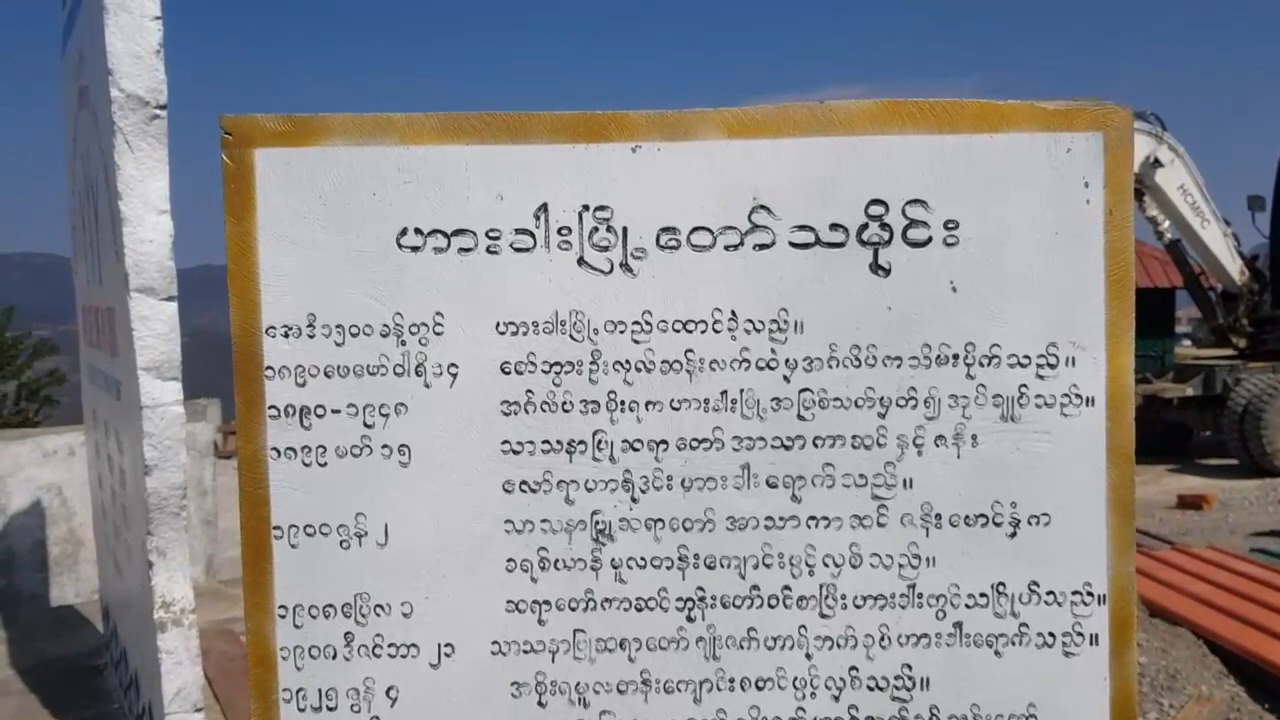 ဟားခါးမြို့တော်သမိုင်း
အေဒီ၁၅၀၀ခန့်တွင် ဟားခါးမြို့ တည်ထောင်ခဲ့သည်။
၁၈၉၀ဖေဖော်ဝါရီ၁၄ စော်ဘွားဦးလှလ်ဆန်းလက်ထဲမှအင်္ဂလိပ်ကသိမ်းပိုက်သည်။
၁၈၉၀-၁၉၄၈ အင်္ဂလိပ်အစိုးရကဟားခါးမြို့အဖြစ်သတ်မှတ်၍အုပ်ချုပ်သည်။
၁၈၉၉ မတ် ၁၅ သာသနာပြုဆရာတော်အာသာကာဆင်နှင့်ဇနီး
လော်ရာဟာရီဒင်း ဟားခါးရောက်သည်။
၁၉၀၀ဇွန် ၂ သာသနာပြုဆရာတော်အာသာကာဆင် ဇနီးမောင်နှံက
ခရစ်ယာန်မူလတန်းကျောင်းဖွင့်လှစ်သည်။
၁၉၀၈ဧပြီလ ၁ ဆရာတော်ကာဆင်ဘုန်းတော်ဝင်စားပြီးဟားခါးတွင်သင်္ဂြိုဟ်သည်။
၁၉၀၈ ဒီဇင်ဘာ ၂၁ သာသနာပြုဆရာတော်ဂျိုးဇက်ဟာရ်ဘက် ဟားခါးရောက်သည်။
၁၉၂၅ ဇွန် ၄ အစိုးရမူလတန်းကျောင်းစတင်ဖွင့်လှစ်သည်။
HCMPC